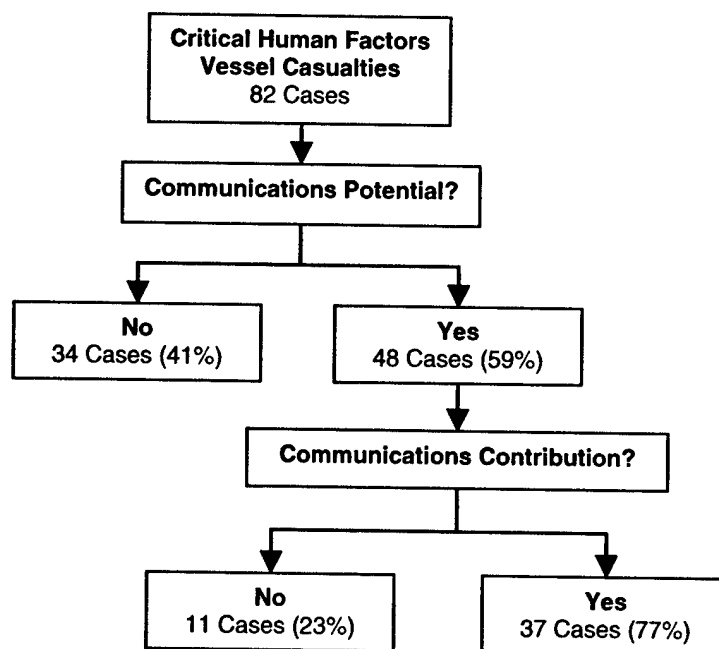 Critical Human Factors
Vessel Casualties
82 Cases
Communications Potential?
No
34 Cases (41%)
Yes
48 Cases (59%)
Communications Contribution?
No
11 Cases (23%)
Yes
37 Cases (77%)